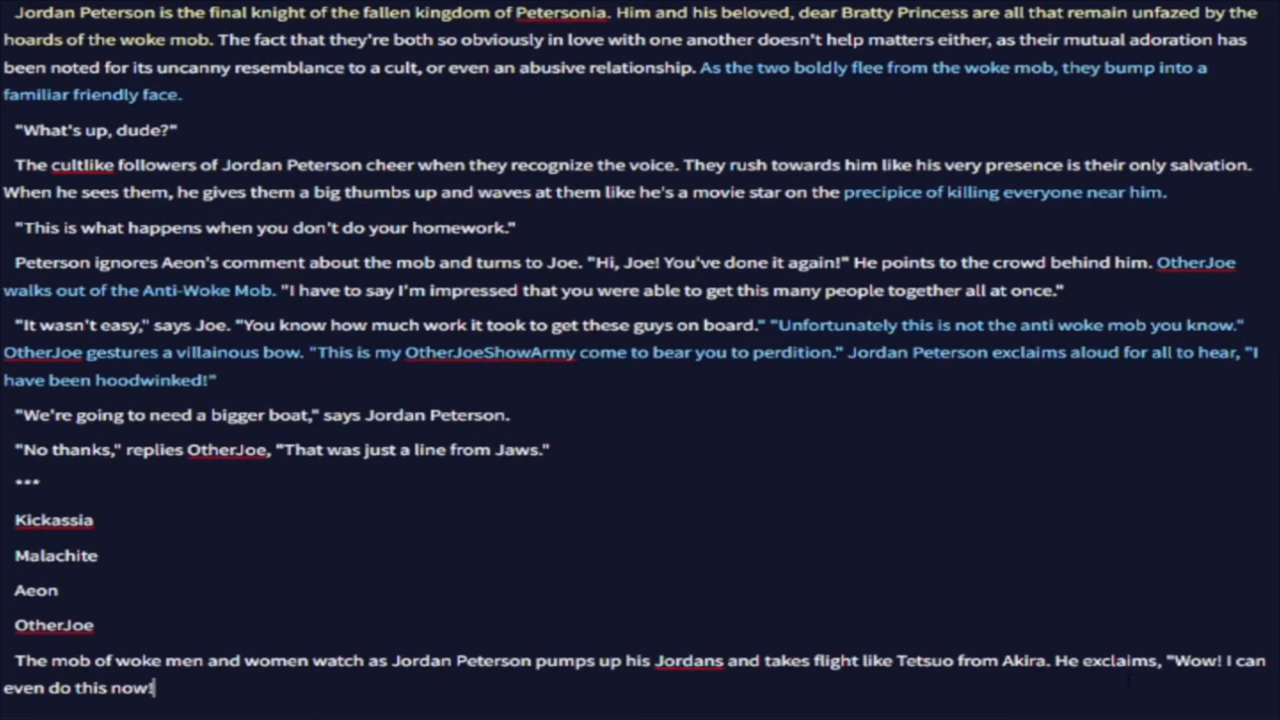 Jordan Peterson is the final knight of the fallen kingdom of Petersonia. Him and his beloved, dear Bratty Princess are all that remain unfazed by the
hoards of the woke mob. The fact that they're both so obviously in love with one another doesn't help matters either, as their mutual adoration has
been noted for its uncanny resemblance to a cult, or even an abusive relationship. As the two boldly flee from the woke mob, they bump into a
familiar friendly face.
"What's up, dude?"
The cultlike followers of Jordan Peterson cheer when they recognize the voice. They rush towards him like his very presence is their only salvation.
When he sees them, he gives them a big thumbs up and waves at them like he's a movie star on the precipice of killing everyone near him.
"This is what happens when you don't do your homework."
Peterson ignores Aeon's comment about the mob and turns to Joe. "Hi, Joe! You've done it again!" He points to the crowd behind him. OtherJoe
walks out of the Anti-Woke Mob. "I have to say I'm impressed that you were able to get this many people together all at once."
"It wasn't easy," says Joe. "You know how much work it took to get these guys on board." "Unfortunately this is not the anti woke mob you know."
OtherJoe gestures a villainous bow. "This is my OtherJoeShowArmy come to bear you to perdition." Jordan Peterson exclaims aloud for all to hear, "I
have been hoodwinked!"
"We're going to need a bigger boat," says Jordan Peterson.
"No thanks," replies OtherJoe, "That was just a line from Jaws."
***
Kickassia
Malachite
Aeon
OtherJoe
The mob of woke men and women watch as Jordan Peterson pumps up his Jordans and takes flight like Tetsuo from Akira. He exclaims, "Wow! I can
even do this now!